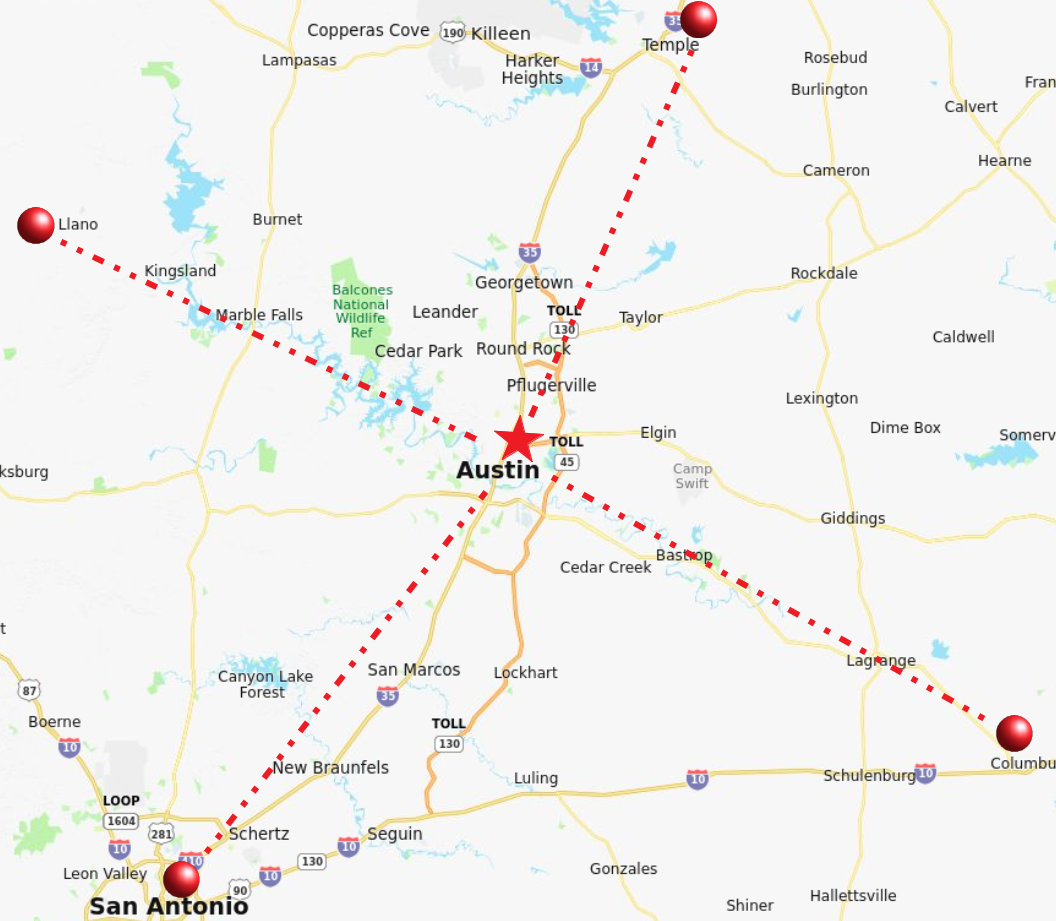 Copperas Cove
190
Killeen
35
Temple
Lampasas
Harker
Heights
14
Rosebud
Burlington
Fran
Calvert
Hearne
Cameron
Llano
Burnet
35
Kingsland
Georgetown
Rockdale
Balcones
National
Wildlife
Ref
Marble Falls
Leander
TOLL
130
Taylor
Caldwell
Cedar Park
Round Rock
Pflugerville
Lexington
Dime Box
Somerv
Elgin
TOLL
45
Austin
ksburg
Camp
Swift
Giddings
Bastrop
Cedar Creek
t
San Marcos
Lockhart
Lagrange
Canyon Lake
Forest
87
35
Boerne
10
TOLL
130
Columbu
New Braunfels
Luling
10
Schulenburg
10
LOOP
1604
281
Schertz
Seguin
10
10
410
130
Leon Valley
10
90
Gonzales
Hallettsville
Shiner
San Antonio